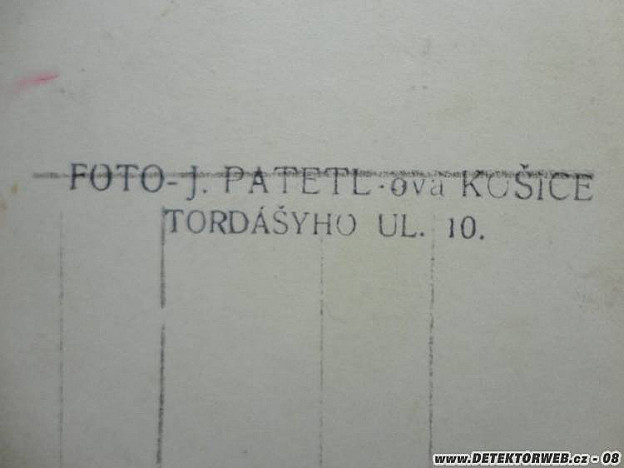 FOTO-J. PATETL·ová KOŠICE
TORDÁŠYHO UL. 10.
www.DETEKTORWEB.cz - 08